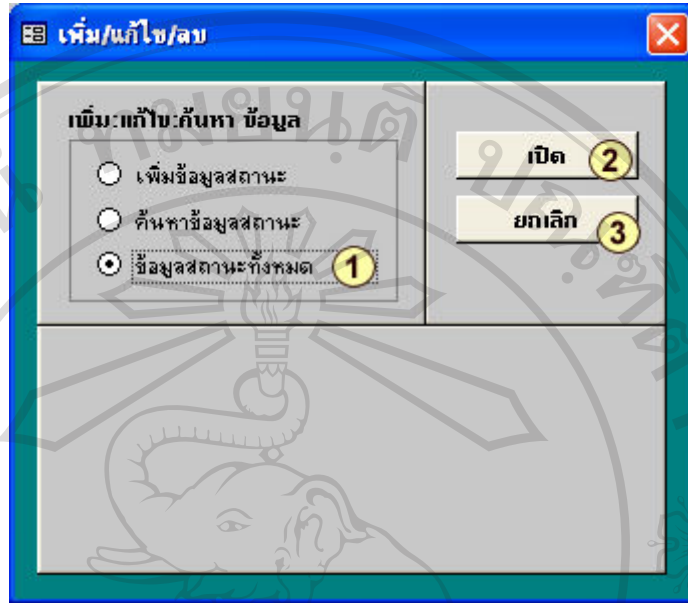 เพิ่ม/แก้ไข/ลบ
เพิ่ม:แก้ไข:ค้นหา ข้อมูล
เพิ่มข้อมูลสถานะ
ค้นหาข้อมูลสถานะ
ข้อมูลสถานะทั้งหมด 1
เปิด 2
ยกเลิก 3